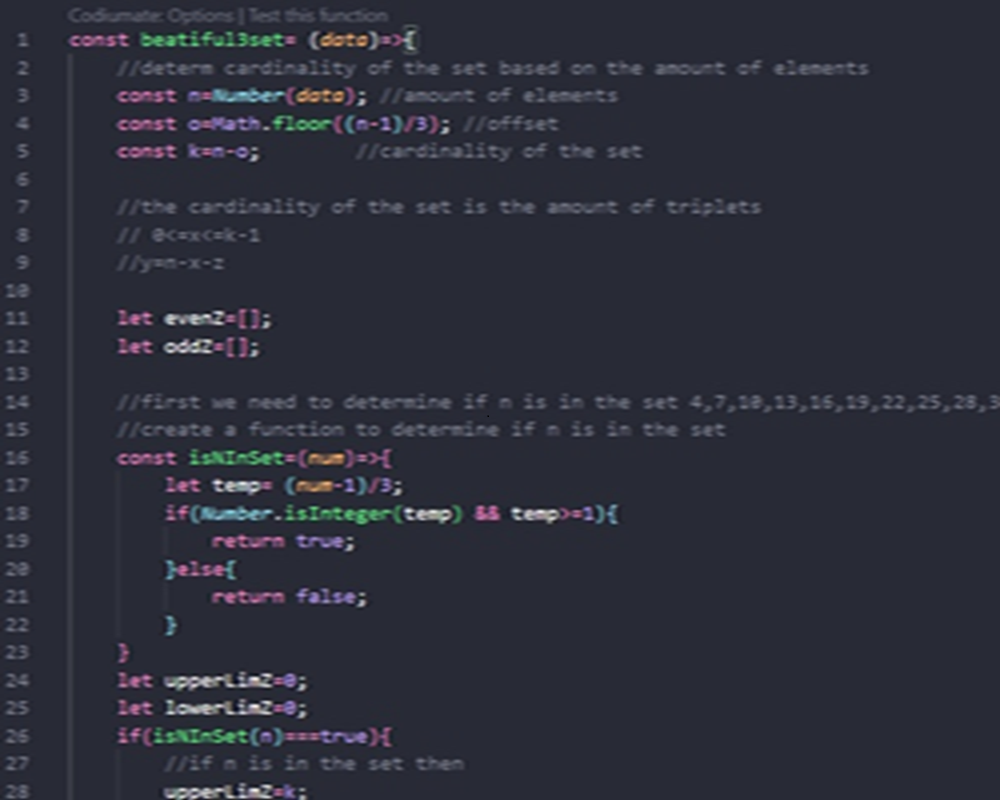 Codiumate: Options | Test this function
1 const beatiful3set= (data)=>{
2 //determ cardinality of the set based on the amount of elements
3 const n=Number(data); //amount of elements
4 const o=Math.floor((n-1)/3); //offset
5 const k=n-o; //cardinality of the set
6
7 //the cardinality of the set is the amount of triplets
8 // 0<=x<=k-1
9 //y=n-x-z
10
11 let evenZ=[];
12 let oddZ=[];
13
14 //first we need to determine if n is in the set 4,7,10,13,16,19,22,25,28,3
15 //create a function to determine if n is in the set
16 const isNInSet=(num)=>{
17 let temp= (num-1)/3;
18 if(Number.isInteger(temp) && temp>=1){
19 return true;
20 }else{
21 return false;
22 }
23 }
24 let upperLimZ=0;
25 let lowerLimZ=0;
26 if(isNInSet(n)===true){
27 //if n is in the set then
28 upperLimZ=k;